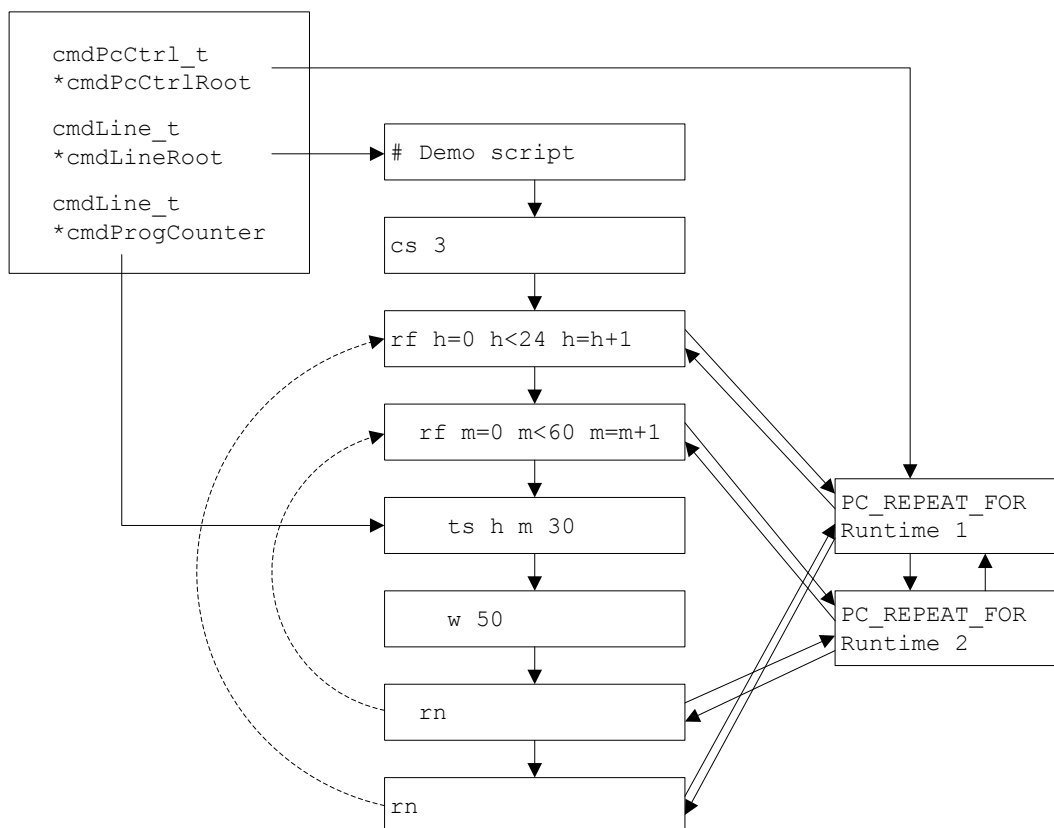 cmdPcCtrl_t
*cmdPcCtrlRoot
cmdLine_t
*cmdLineRoot
cmdLine_t
*cmdProgCounter
# Demo script
cs 3
rf h=0 h<24 h=h+1
rf m=0 m<60 m=m+1
ts h m 30
w 50
rn
rn
PC_REPEAT_FOR
Runtime 1
PC_REPEAT_FOR
Runtime 2